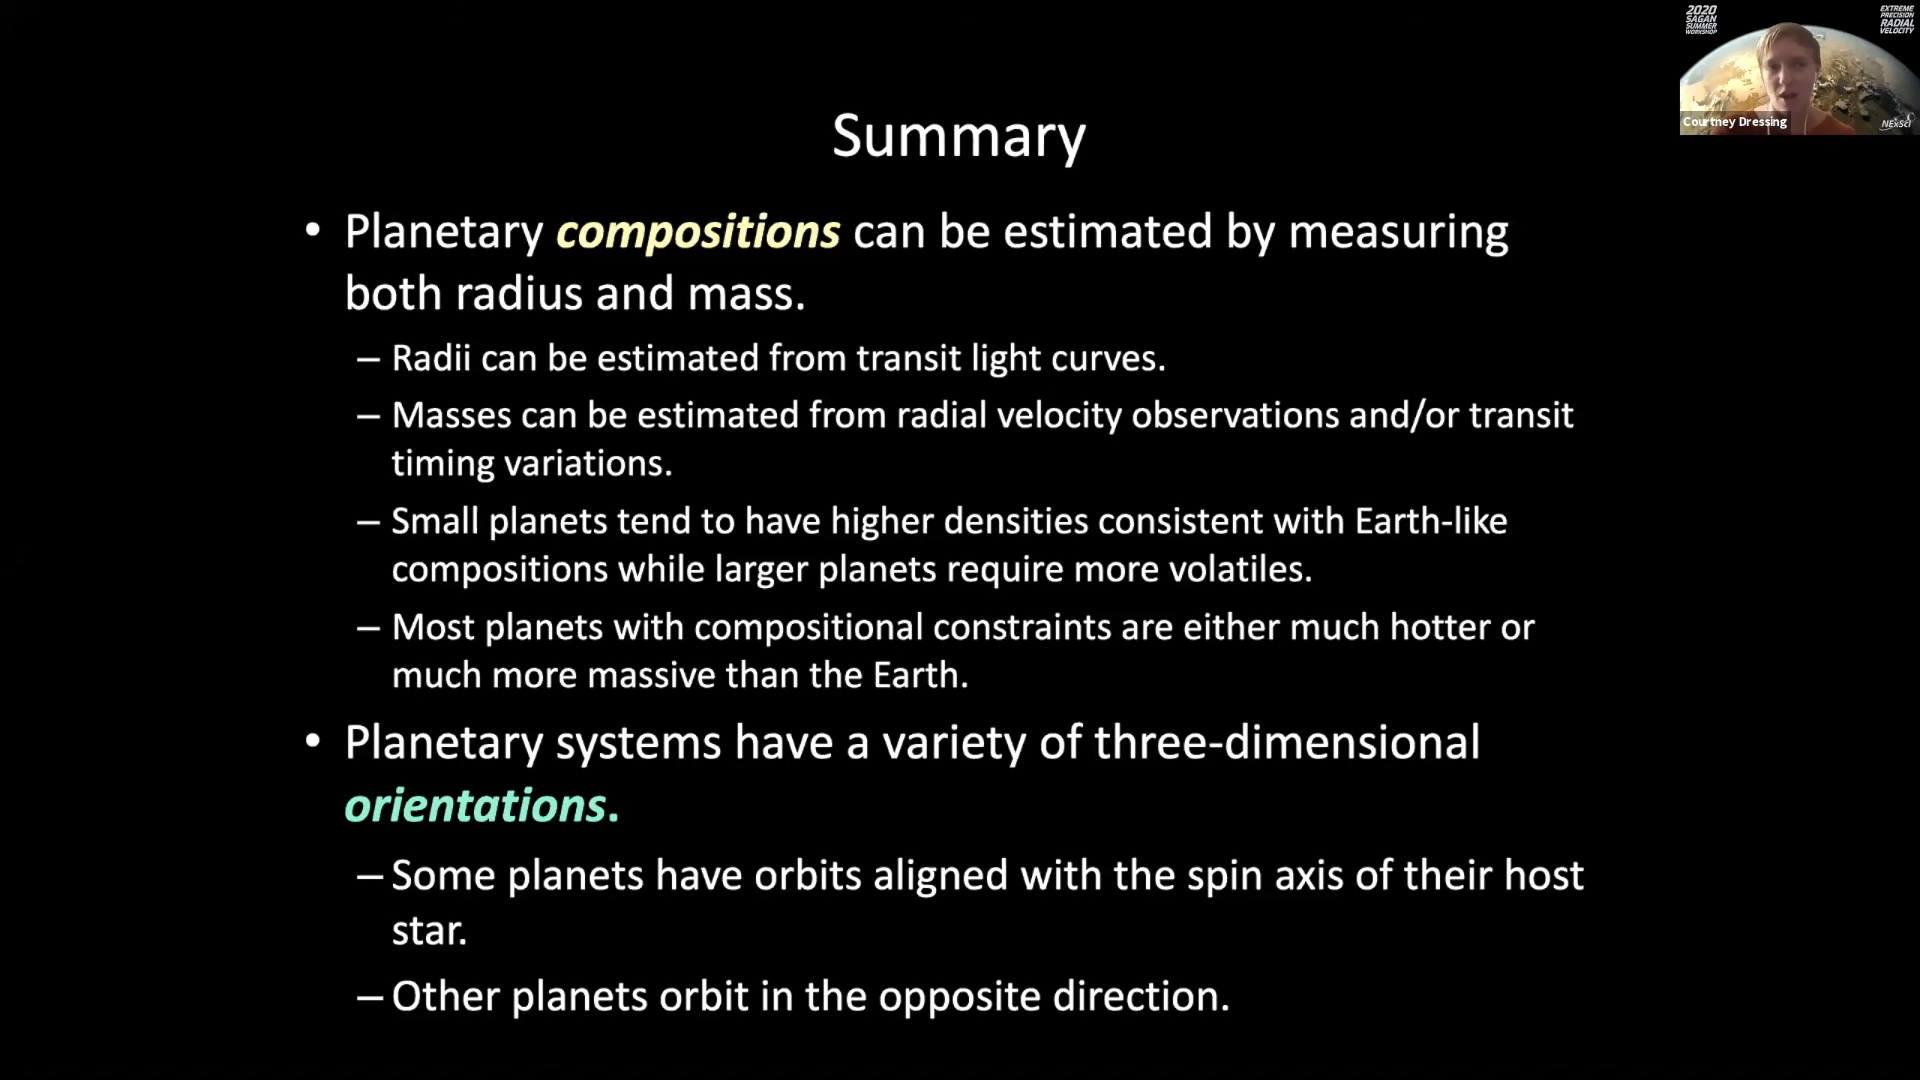 2020
SAGAN
SUMMER
WORKSHOP
EXTREME
PRECISION
RADIAL
VELOCITY
Courtney Dressing
NExScI
Summary
• Planetary compositions can be estimated by measuring
both radius and mass.
– Radii can be estimated from transit light curves.
– Masses can be estimated from radial velocity observations and/or transit
timing variations.
– Small planets tend to have higher densities consistent with Earth-like
compositions while larger planets require more volatiles.
– Most planets with compositional constraints are either much hotter or
much more massive than the Earth.
• Planetary systems have a variety of three-dimensional
orientations.
– Some planets have orbits aligned with the spin axis of their host
star.
– Other planets orbit in the opposite direction.